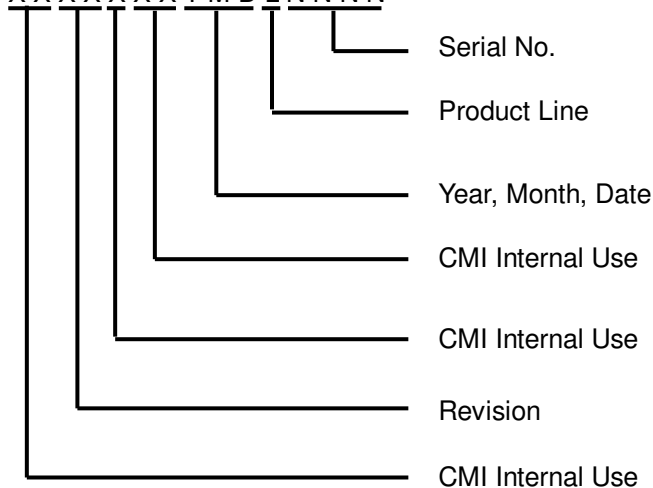 Serial No.
Product Line
Year, Month, Date
CMI Internal Use
CMI Internal Use
Revision
CMI Internal Use